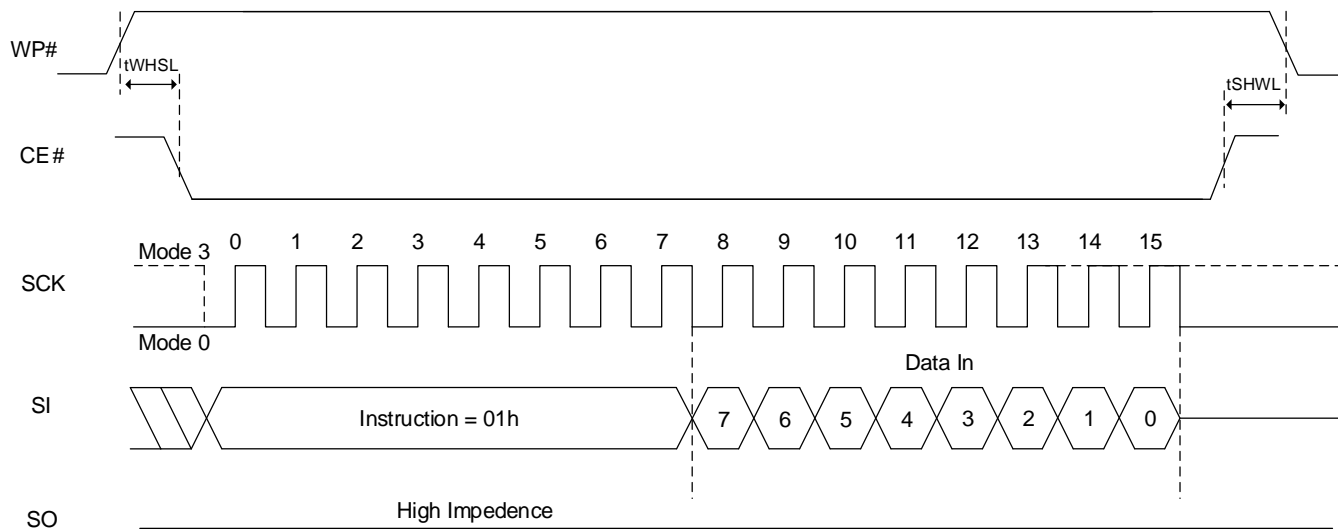 WP#
tWHSL
tSHWL
CE#
0 1 2 3 4 5 6 7 8 9 10 11 12 13 14 15
Mode 3
SCK
Mode 0
Data In
SI
Instruction = 01h
7 6 5 4 3 2 1 0
High Impedence
SO